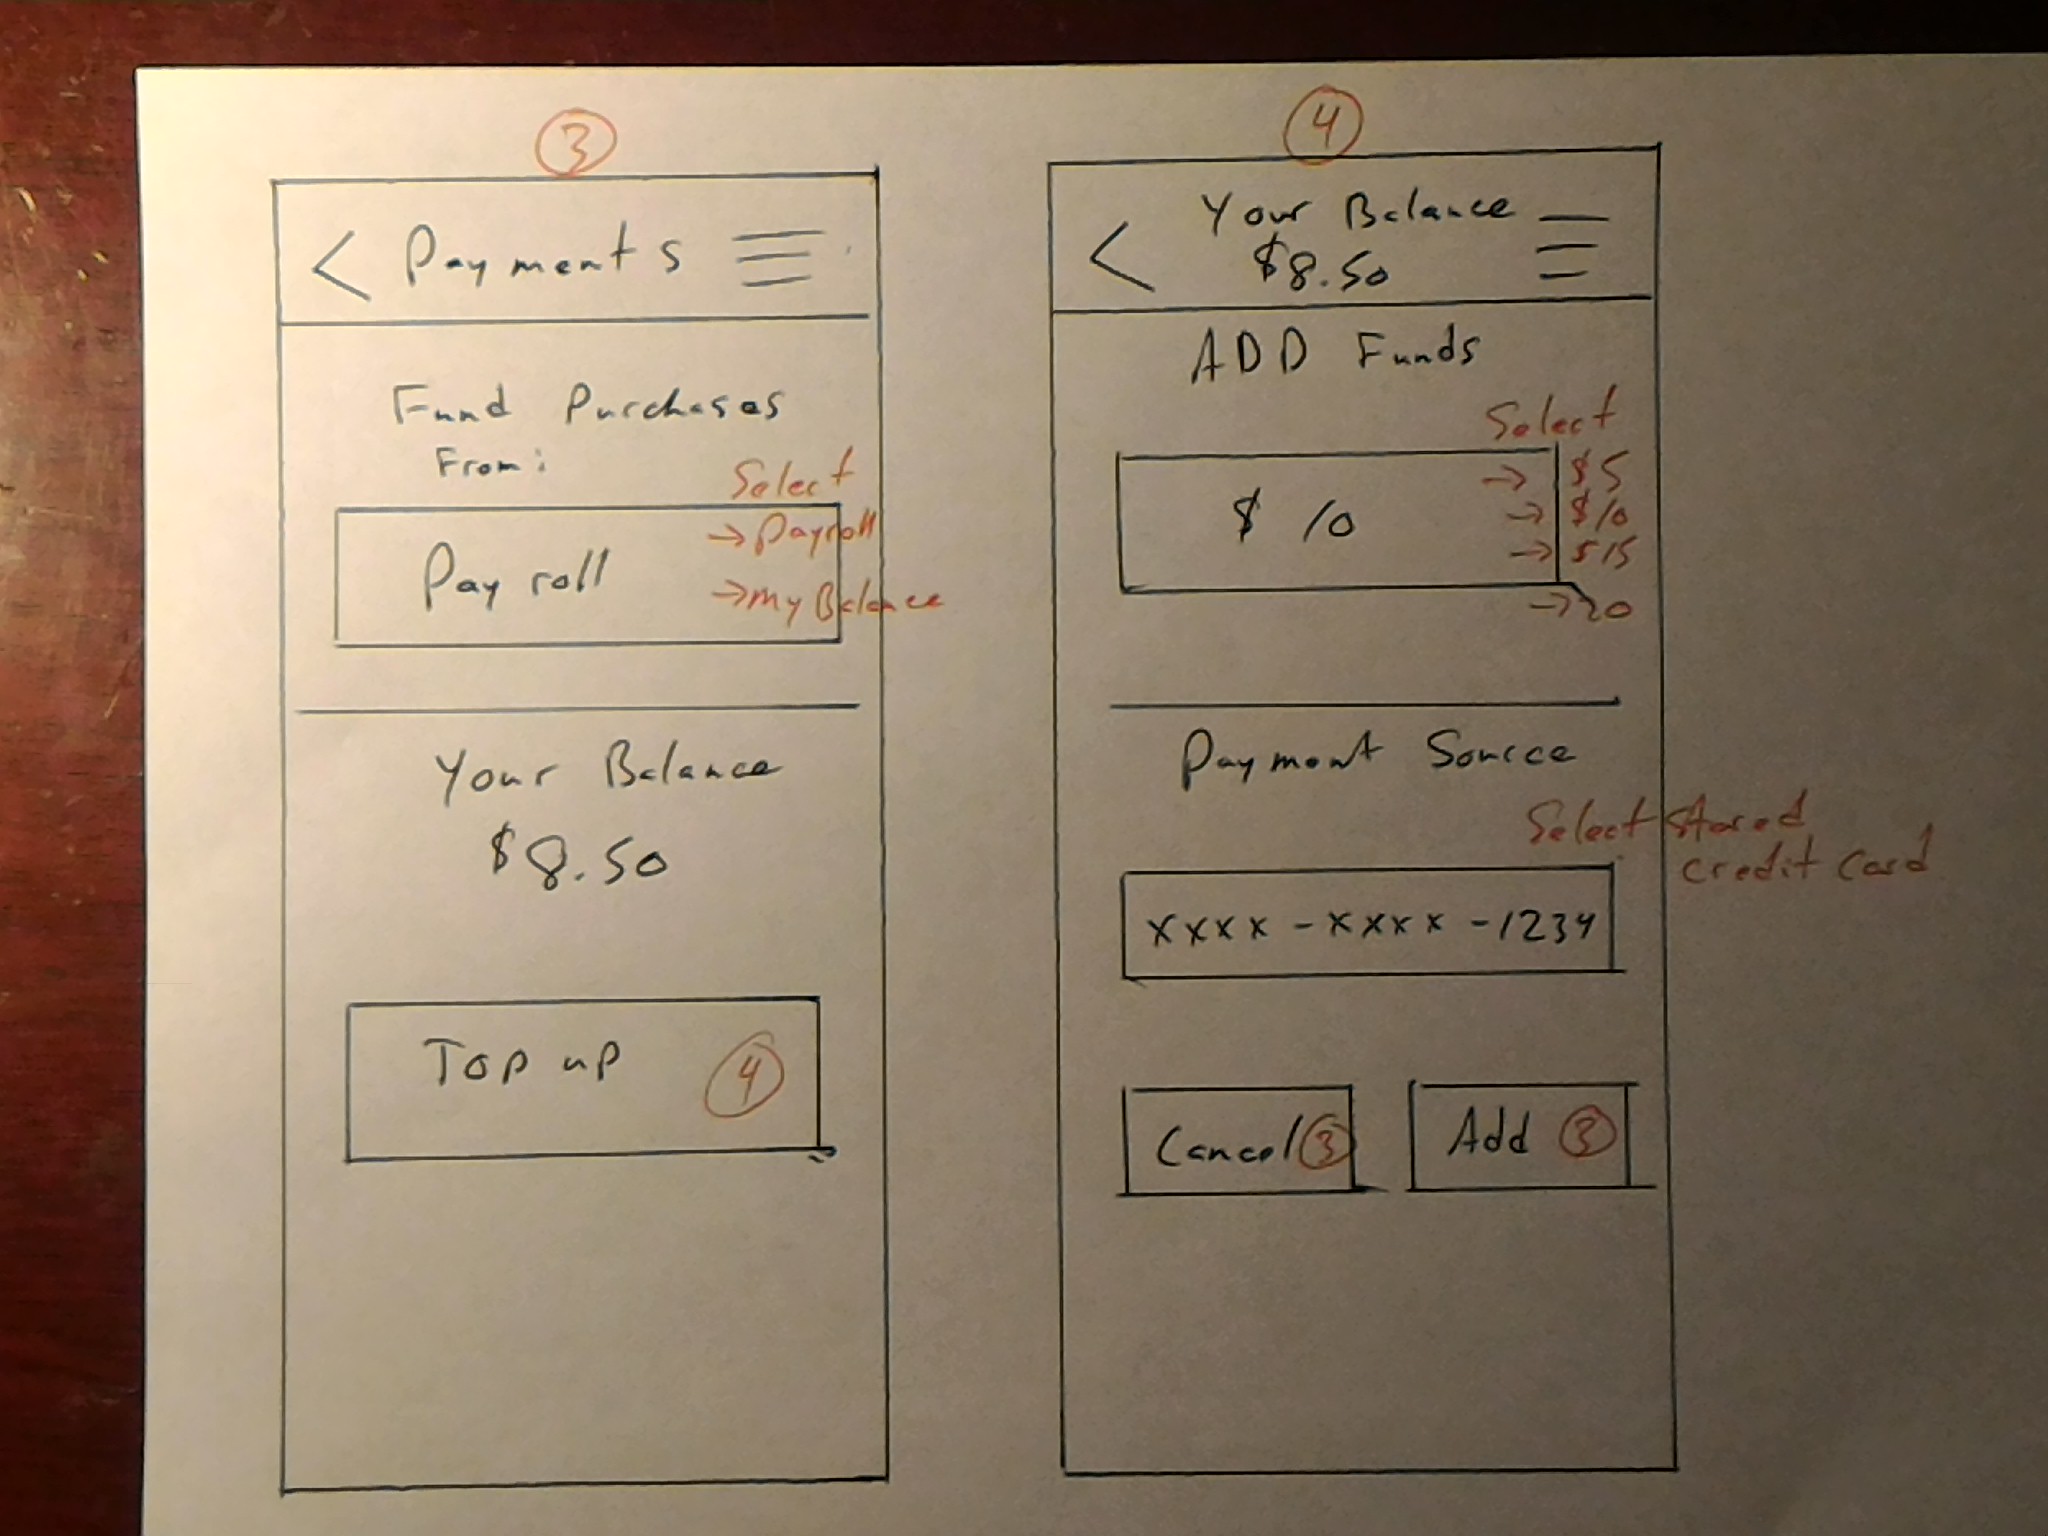 3
< Payments
Fund Purchases
From:
Select
→ Payroll
Payroll
→ My Balance
Your Balance
$8.50
Top up 4
4
< Your Balance
$8.50
ADD Funds
Select
→ $5
$ 10
→ $10
→ $15
→ 20
Payment Source
Select stored
credit card
xxxx-xxxx-1234
Cancel 3
Add 3